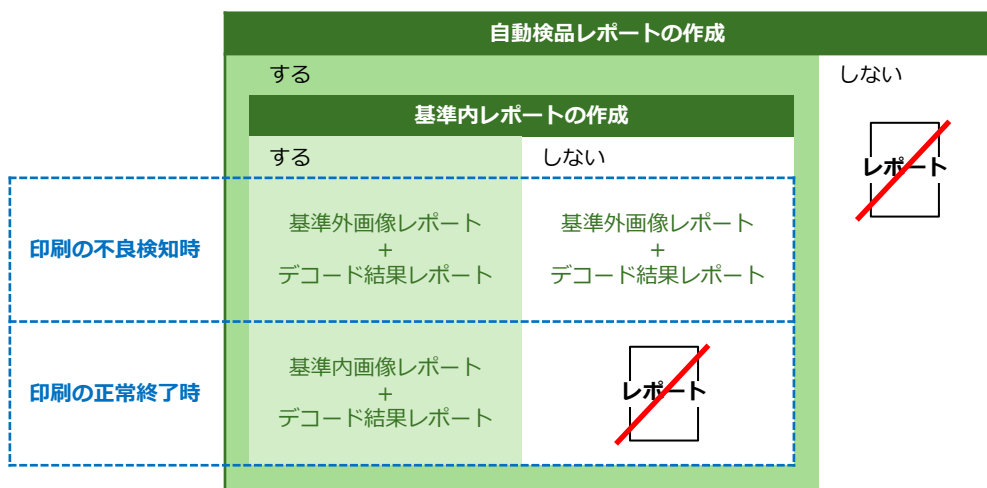 自動検品レポートの作成
する
しない
基準内レポートの作成
する
しない
レポート
印刷の不良検知時
基準外画像レポート
+
デコード結果レポート
基準外画像レポート
+
デコード結果レポート
印刷の正常終了時
基準内画像レポート
+
デコード結果レポート
レポート